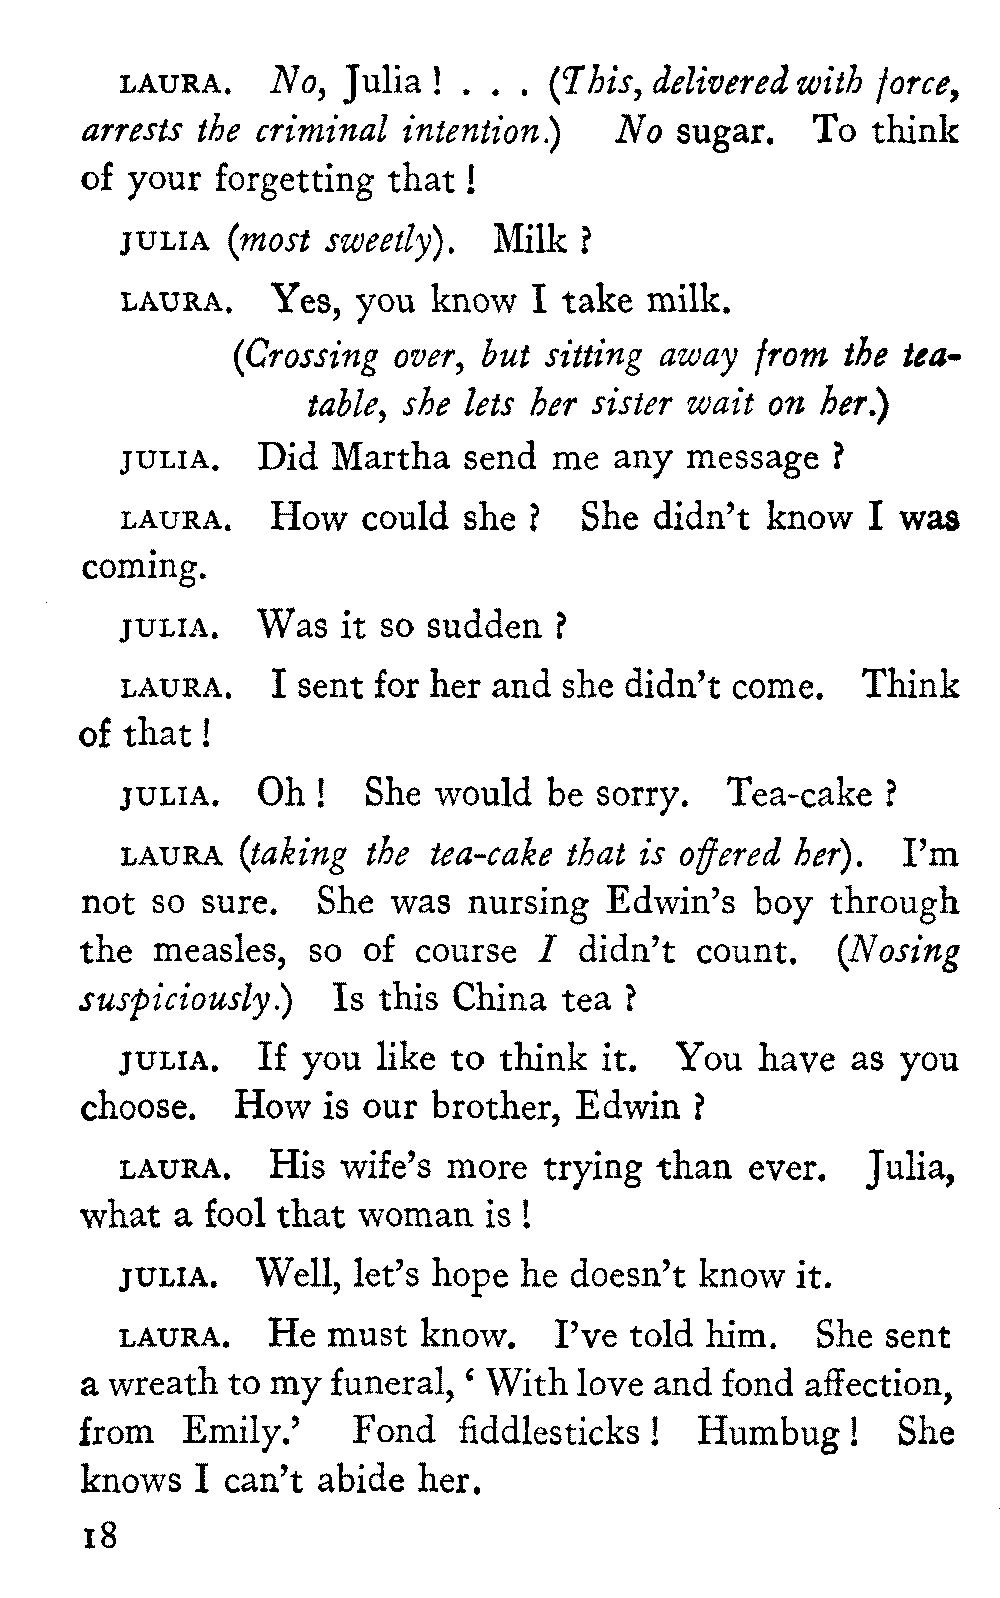 LAURA. No, Julia ! . . . (This, delivered with force,
arrests the criminal intention.) No sugar. To think
of your forgetting that !
JULIA (most sweetly). Milk ?
LAURA. Yes, you know I take milk.
(Crossing over, but sitting away from the tea-
table, she lets her sister wait on her.)
JULIA. Did Martha send me any message ?
LAURA. How could she ? She didn’t know I was
coming.
JULIA. Was it so sudden ?
LAURA. I sent for her and she didn’t come. Think
of that !
JULIA. Oh ! She would be sorry. Tea-cake ?
LAURA (taking the tea-cake that is offered her). I’m
not so sure. She was nursing Edwin’s boy through
the measles, so of course I didn’t count. (Nosing
suspiciously.) Is this China tea ?
JULIA. If you like to think it. You have as you
choose. How is our brother, Edwin ?
LAURA. His wife’s more trying than ever. Julia,
what a fool that woman is !
JULIA. Well, let’s hope he doesn’t know it.
LAURA. He must know. I’ve told him. She sent
a wreath to my funeral, ‘ With love and fond affection,
from Emily.’ Fond fiddlesticks ! Humbug ! She
knows I can’t abide her.
18